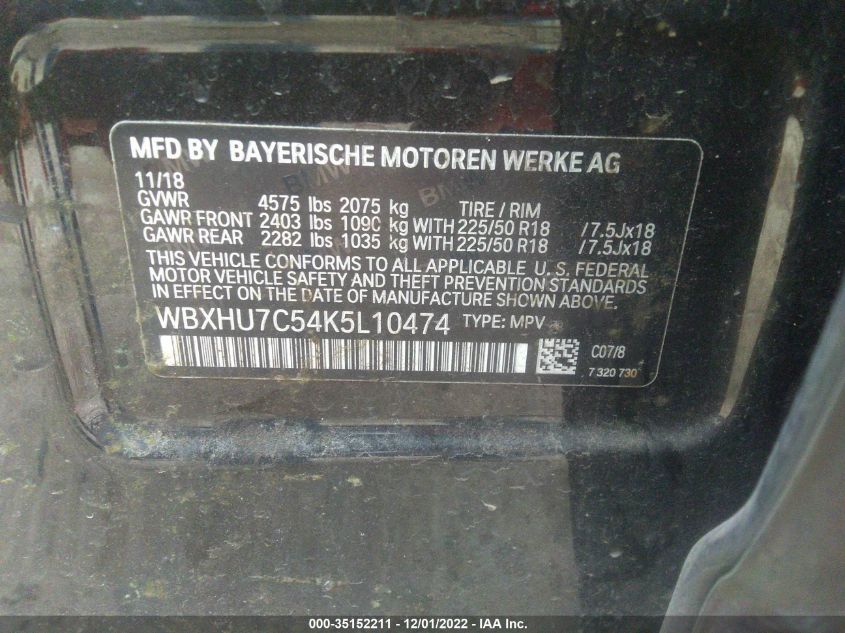 MFD BY BAYERISCHE MOTOREN WERKE AG
11/18
GVWR 4575 lbs 2075 kg TIRE / RIM
GAWR FRONT 2403 lbs 1090 kg WITH 225/50 R18 /7.5Jx18
GAWR REAR 2282 lbs 1035 kg WITH 225/50 R18 /7.5Jx18
THIS VEHICLE CONFORMS TO ALL APPLICABLE U. S. FEDERAL
MOTOR VEHICLE SAFETY AND THEFT PREVENTION STANDARDS
IN EFFECT ON THE DATE OF MANUFACTURE SHOWN ABOVE.
WBXHU7C54K5L10474 TYPE: MPV
C07/8
7 320 730
000-35152211 - 12/01/2022 - IAA Inc.